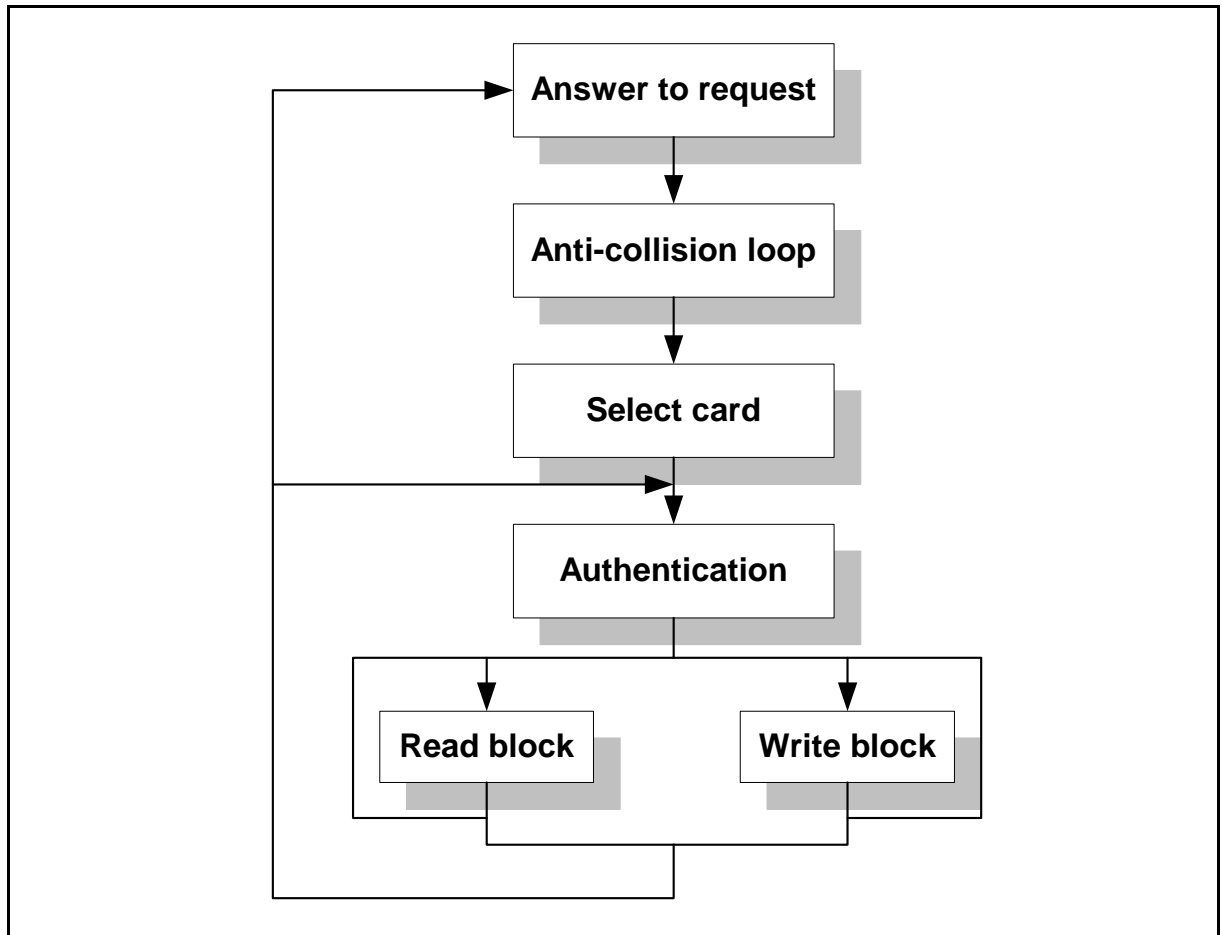 Answer to request
Anti-collision loop
Select card
Authentication
Read block
Write block